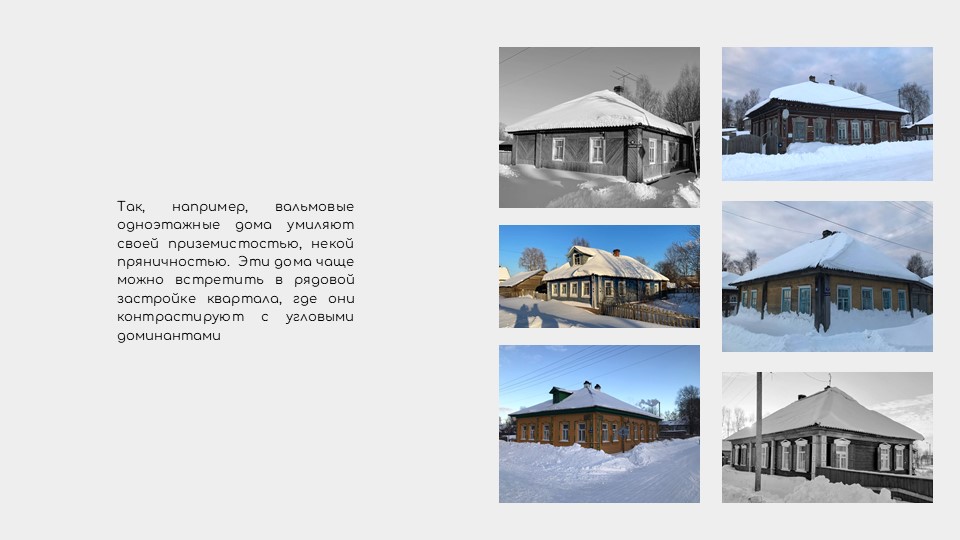 Так, например, вальмовые
одноэтажные дома умиляют
своей приземистостью, некой
пряничностью. Эти дома чаще
можно встретить в рядовой
застройке квартала, где они
контрастируют с угловыми
доминантами